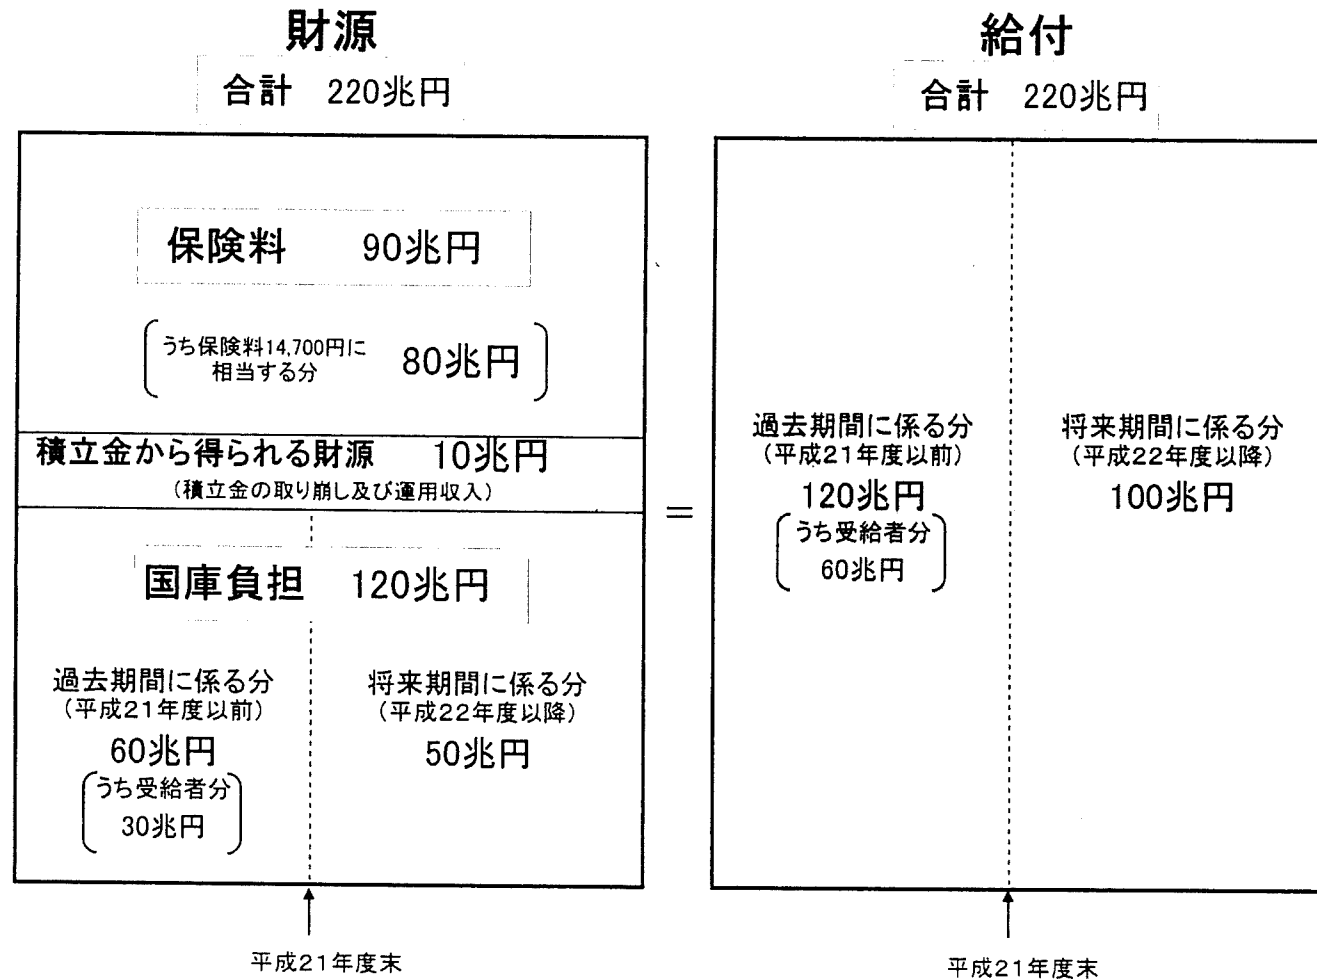 財源
合計 220兆円
保険料 90兆円
うち保険料14,700円に
相当する分
80兆円
積立金から得られる財源 10兆円
(積立金の取り崩し及び運用収入)
国庫負担 120兆円
過去期間に係る分
(平成21年度以前)
60兆円
うち受給者分
30兆円
将来期間に係る分
(平成22年度以降)
50兆円
平成21年度末
=
給付
合計 220兆円
過去期間に係る分
(平成21年度以前)
120兆円
うち受給者分
60兆円
将来期間に係る分
(平成22年度以降)
100兆円
平成21年度末